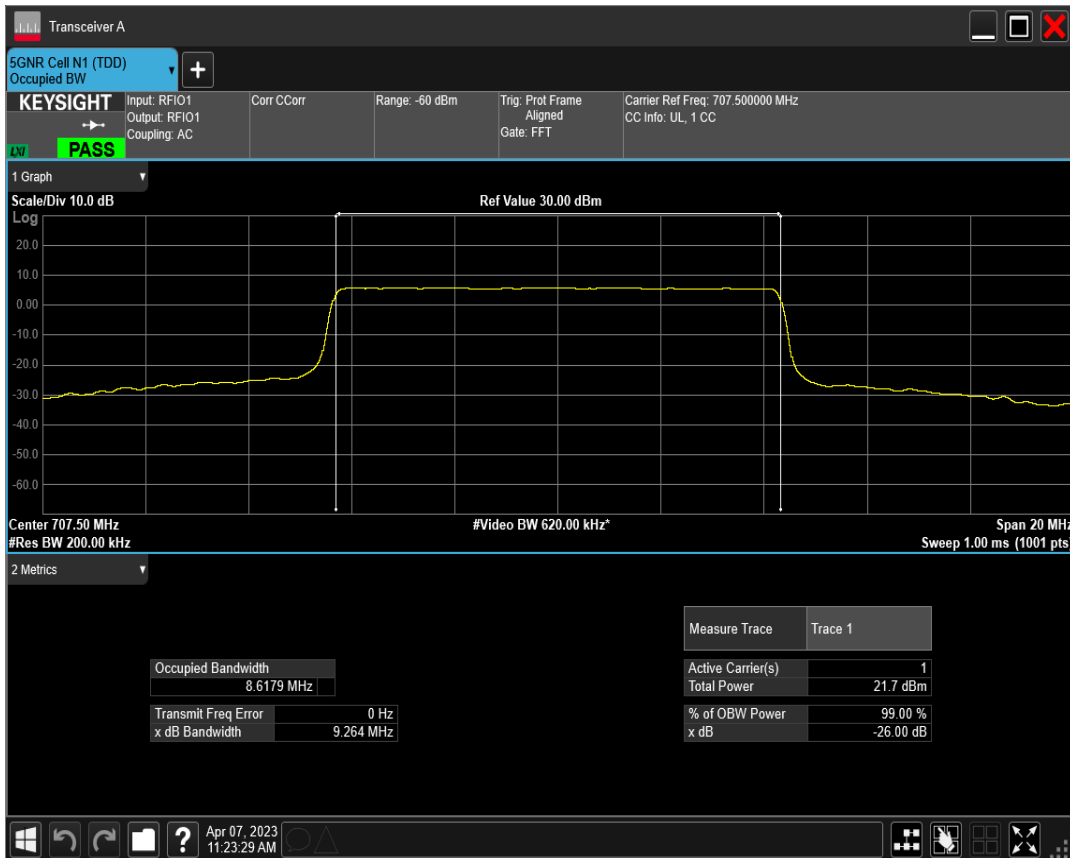 Transceiver A
5GNR Cell N1 (TDD)
Occupied BW
+
KEYSIGHT
LXI
PASS
Input: RFIO1
Output: RFIO1
Coupling: AC
Corr CCorr
Range: -60 dBm
Trig: Prot Frame
Aligned
Gate: FFT
Carrier Ref Freq: 707.500000 MHz
CC Info: UL, 1 CC
1 Graph
Scale/Div 10.0 dB
Ref Value 30.00 dBm
Log
20.0
10.0
0.00
-10.0
-20.0
-30.0
-40.0
-50.0
-60.0
Center 707.50 MHz
#Video BW 620.00 kHz*
Span 20 MHz
#Res BW 200.00 kHz
Sweep 1.00 ms (1001 pts)
2 Metrics
Measure Trace Trace 1
Occupied Bandwidth
8.6179 MHz
Transmit Freq Error 0 Hz
x dB Bandwidth 9.264 MHz
Active Carrier(s) 1
Total Power 21.7 dBm
% of OBW Power 99.00 %
x dB -26.00 dB
?
Apr 07, 2023
11:23:29 AM